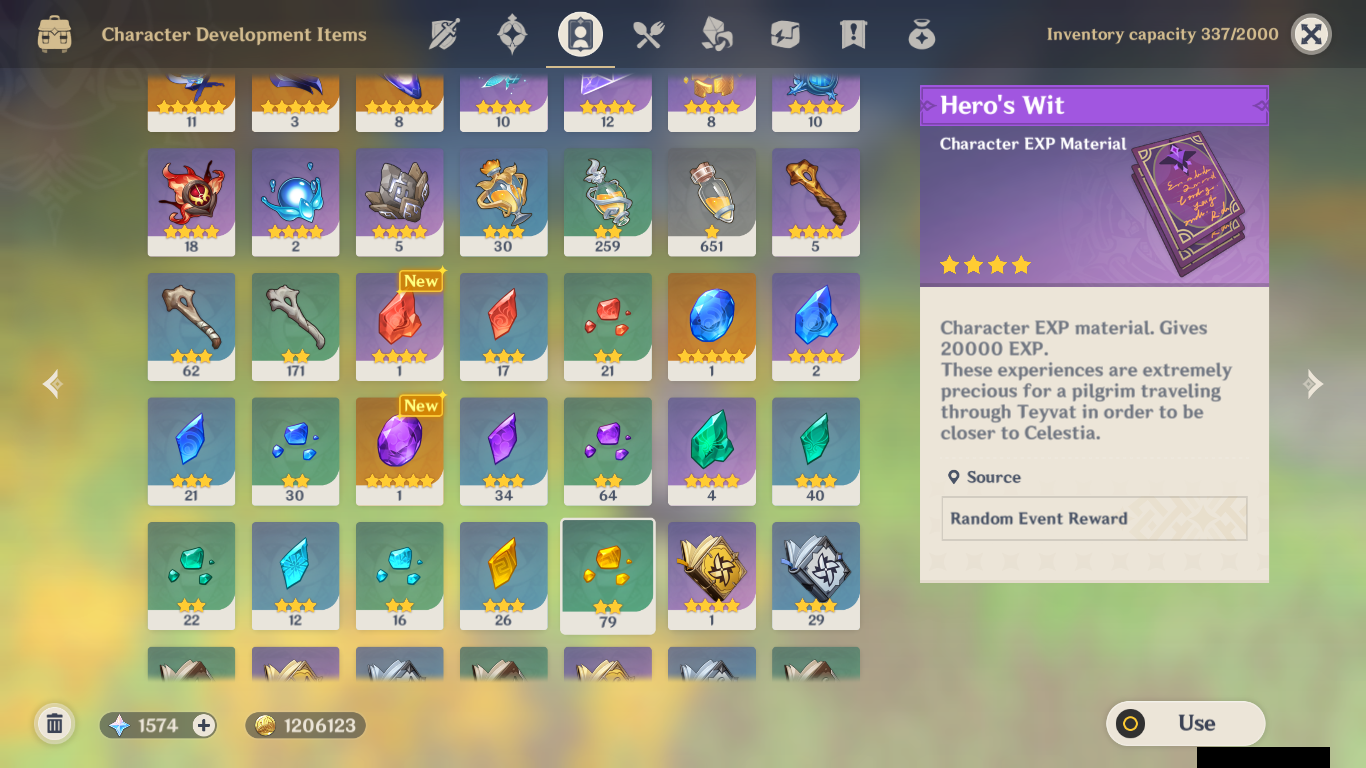 Character Development Items
Inventory capacity 337/2000
11
3
8
10
12
8
10
18
2
5
30
259
651
5
New
62
171
1
17
21
1
2
New
21
30
1
34
64
4
40
22
12
16
26
79
1
29
Hero's Wit
Character EXP Material
Character EXP material. Gives
20000 EXP.
These experiences are extremely
precious for a pilgrim traveling
through Teyvat in order to be
closer to Celestia.
Source
Random Event Reward
1574
1206123
Use